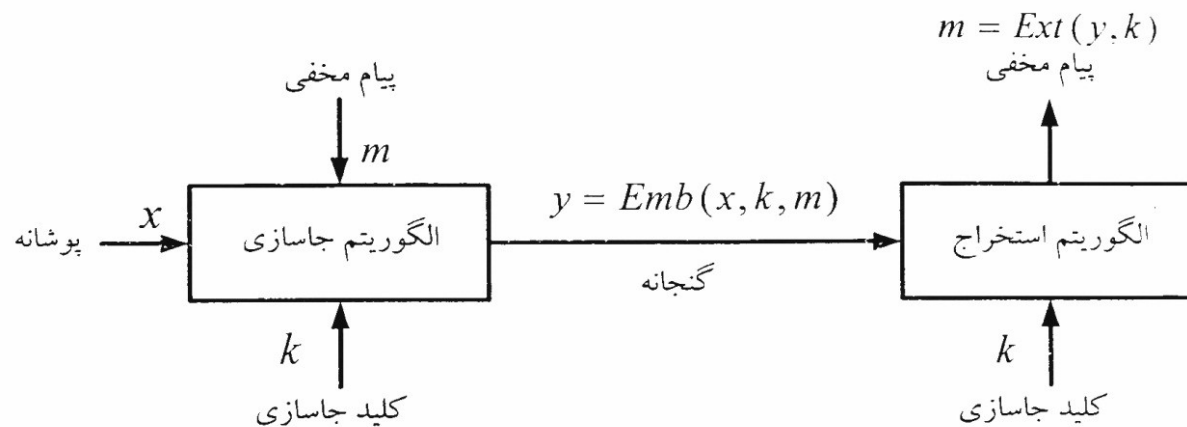 m = Ext(y,k)
پیام مخفی
پیام مخفی
m
y = Emb(x,k,m)
x
پوشانه
الگوریتم جاسازی
الگوریتم استخراج
گنجانه
k
k
کلید جاسازی
کلید جاسازی